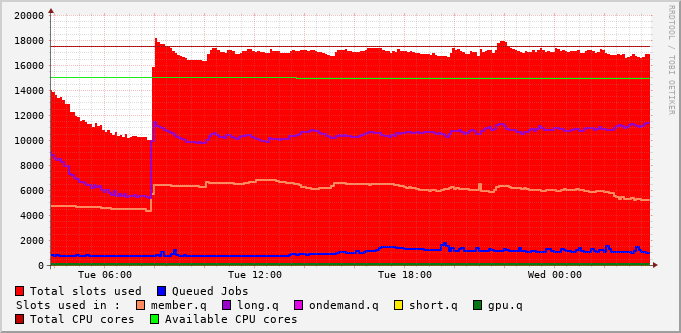 RRDTOOL / TOBI OETIKER
20000
18000
16000
14000
12000
10000
8000
6000
4000
2000
0
Tue 06:00 Tue 12:00 Tue 18:00 Wed 00:00
Total slots used Queued Jobs
Slots used in : member.q long.q ondemand.q short.q gpu.q
Total CPU cores Available CPU cores